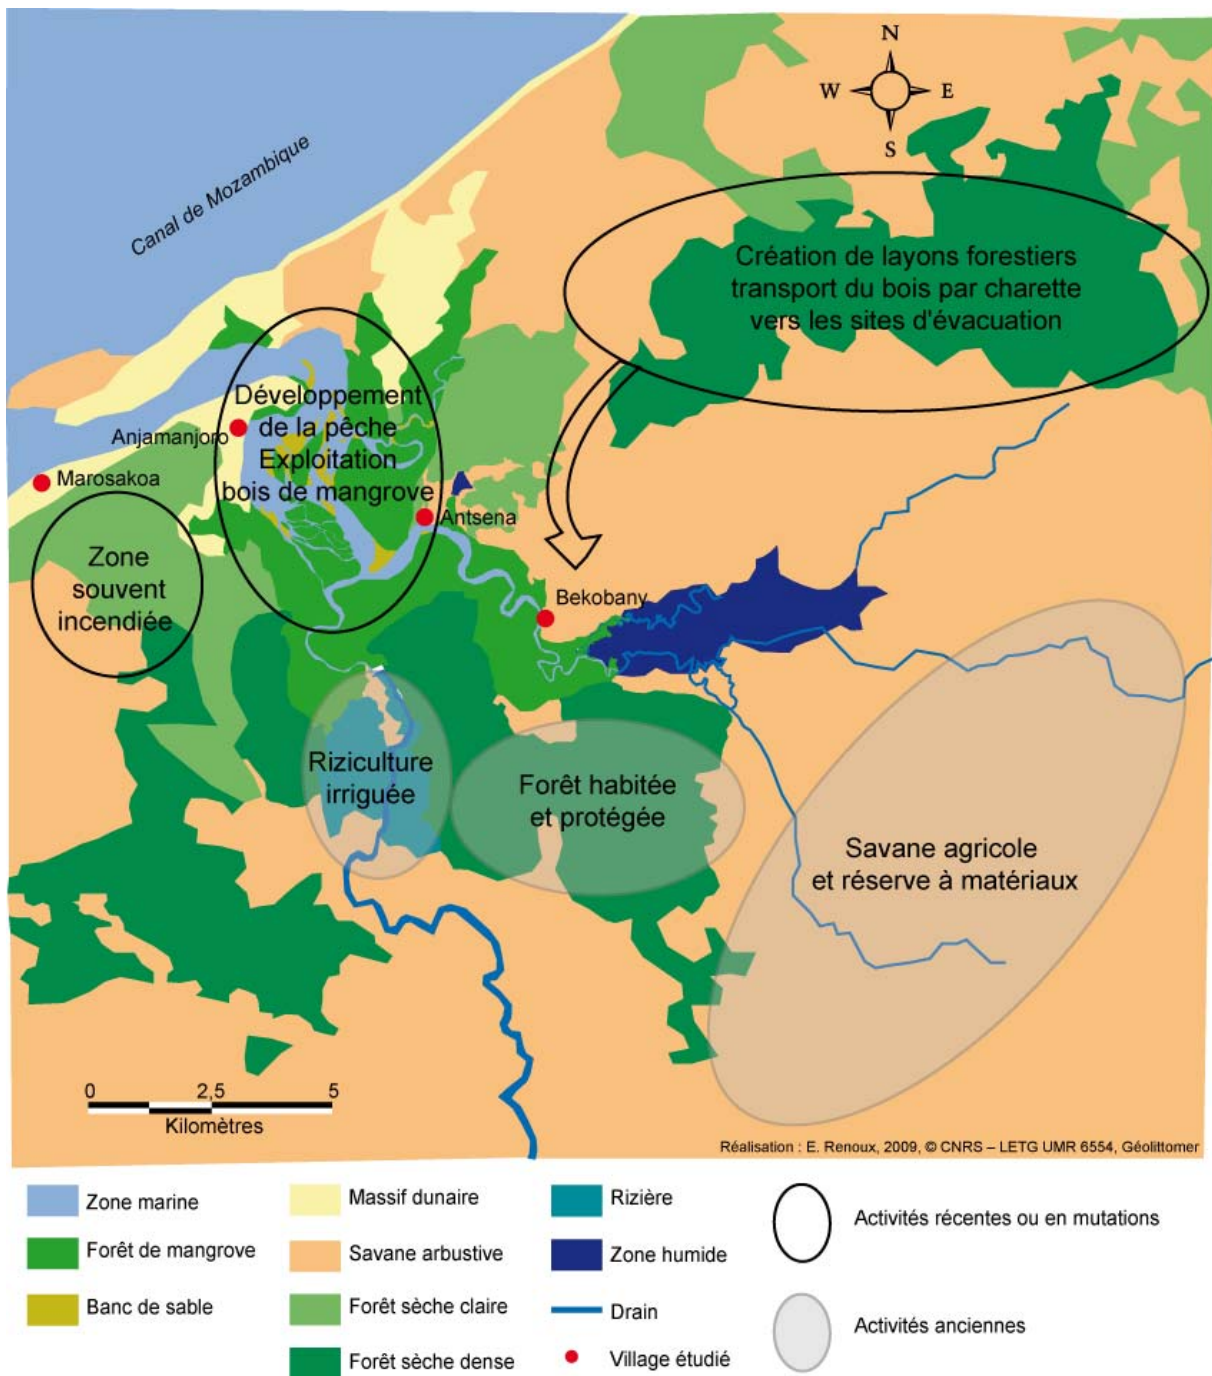 N
W
E
S
Canal de Mozambique
Création de layons forestiers
transport du bois par charette
vers les sites d'évacuation
Développement
de la pêche
Exploitation
bois de mangrove
Anjamanjoro
Marosakoa
Antsena
Zone
souvent
incendiée
Bekobany
Riziculture
irriguée
Forêt habitée
et protégée
Savane agricole
et réserve à matériaux
0 2,5 5
Kilomètres
Réalisation : E. Renoux, 2009, © CNRS – LETG UMR 6554, Géolittomer
Zone marine
Forêt de mangrove
Banc de sable
Massif dunaire
Savane arbustive
Forêt sèche claire
Forêt sèche dense
Rizière
Zone humide
Drain
Village étudié
Activités récentes ou en mutations
Activités anciennes